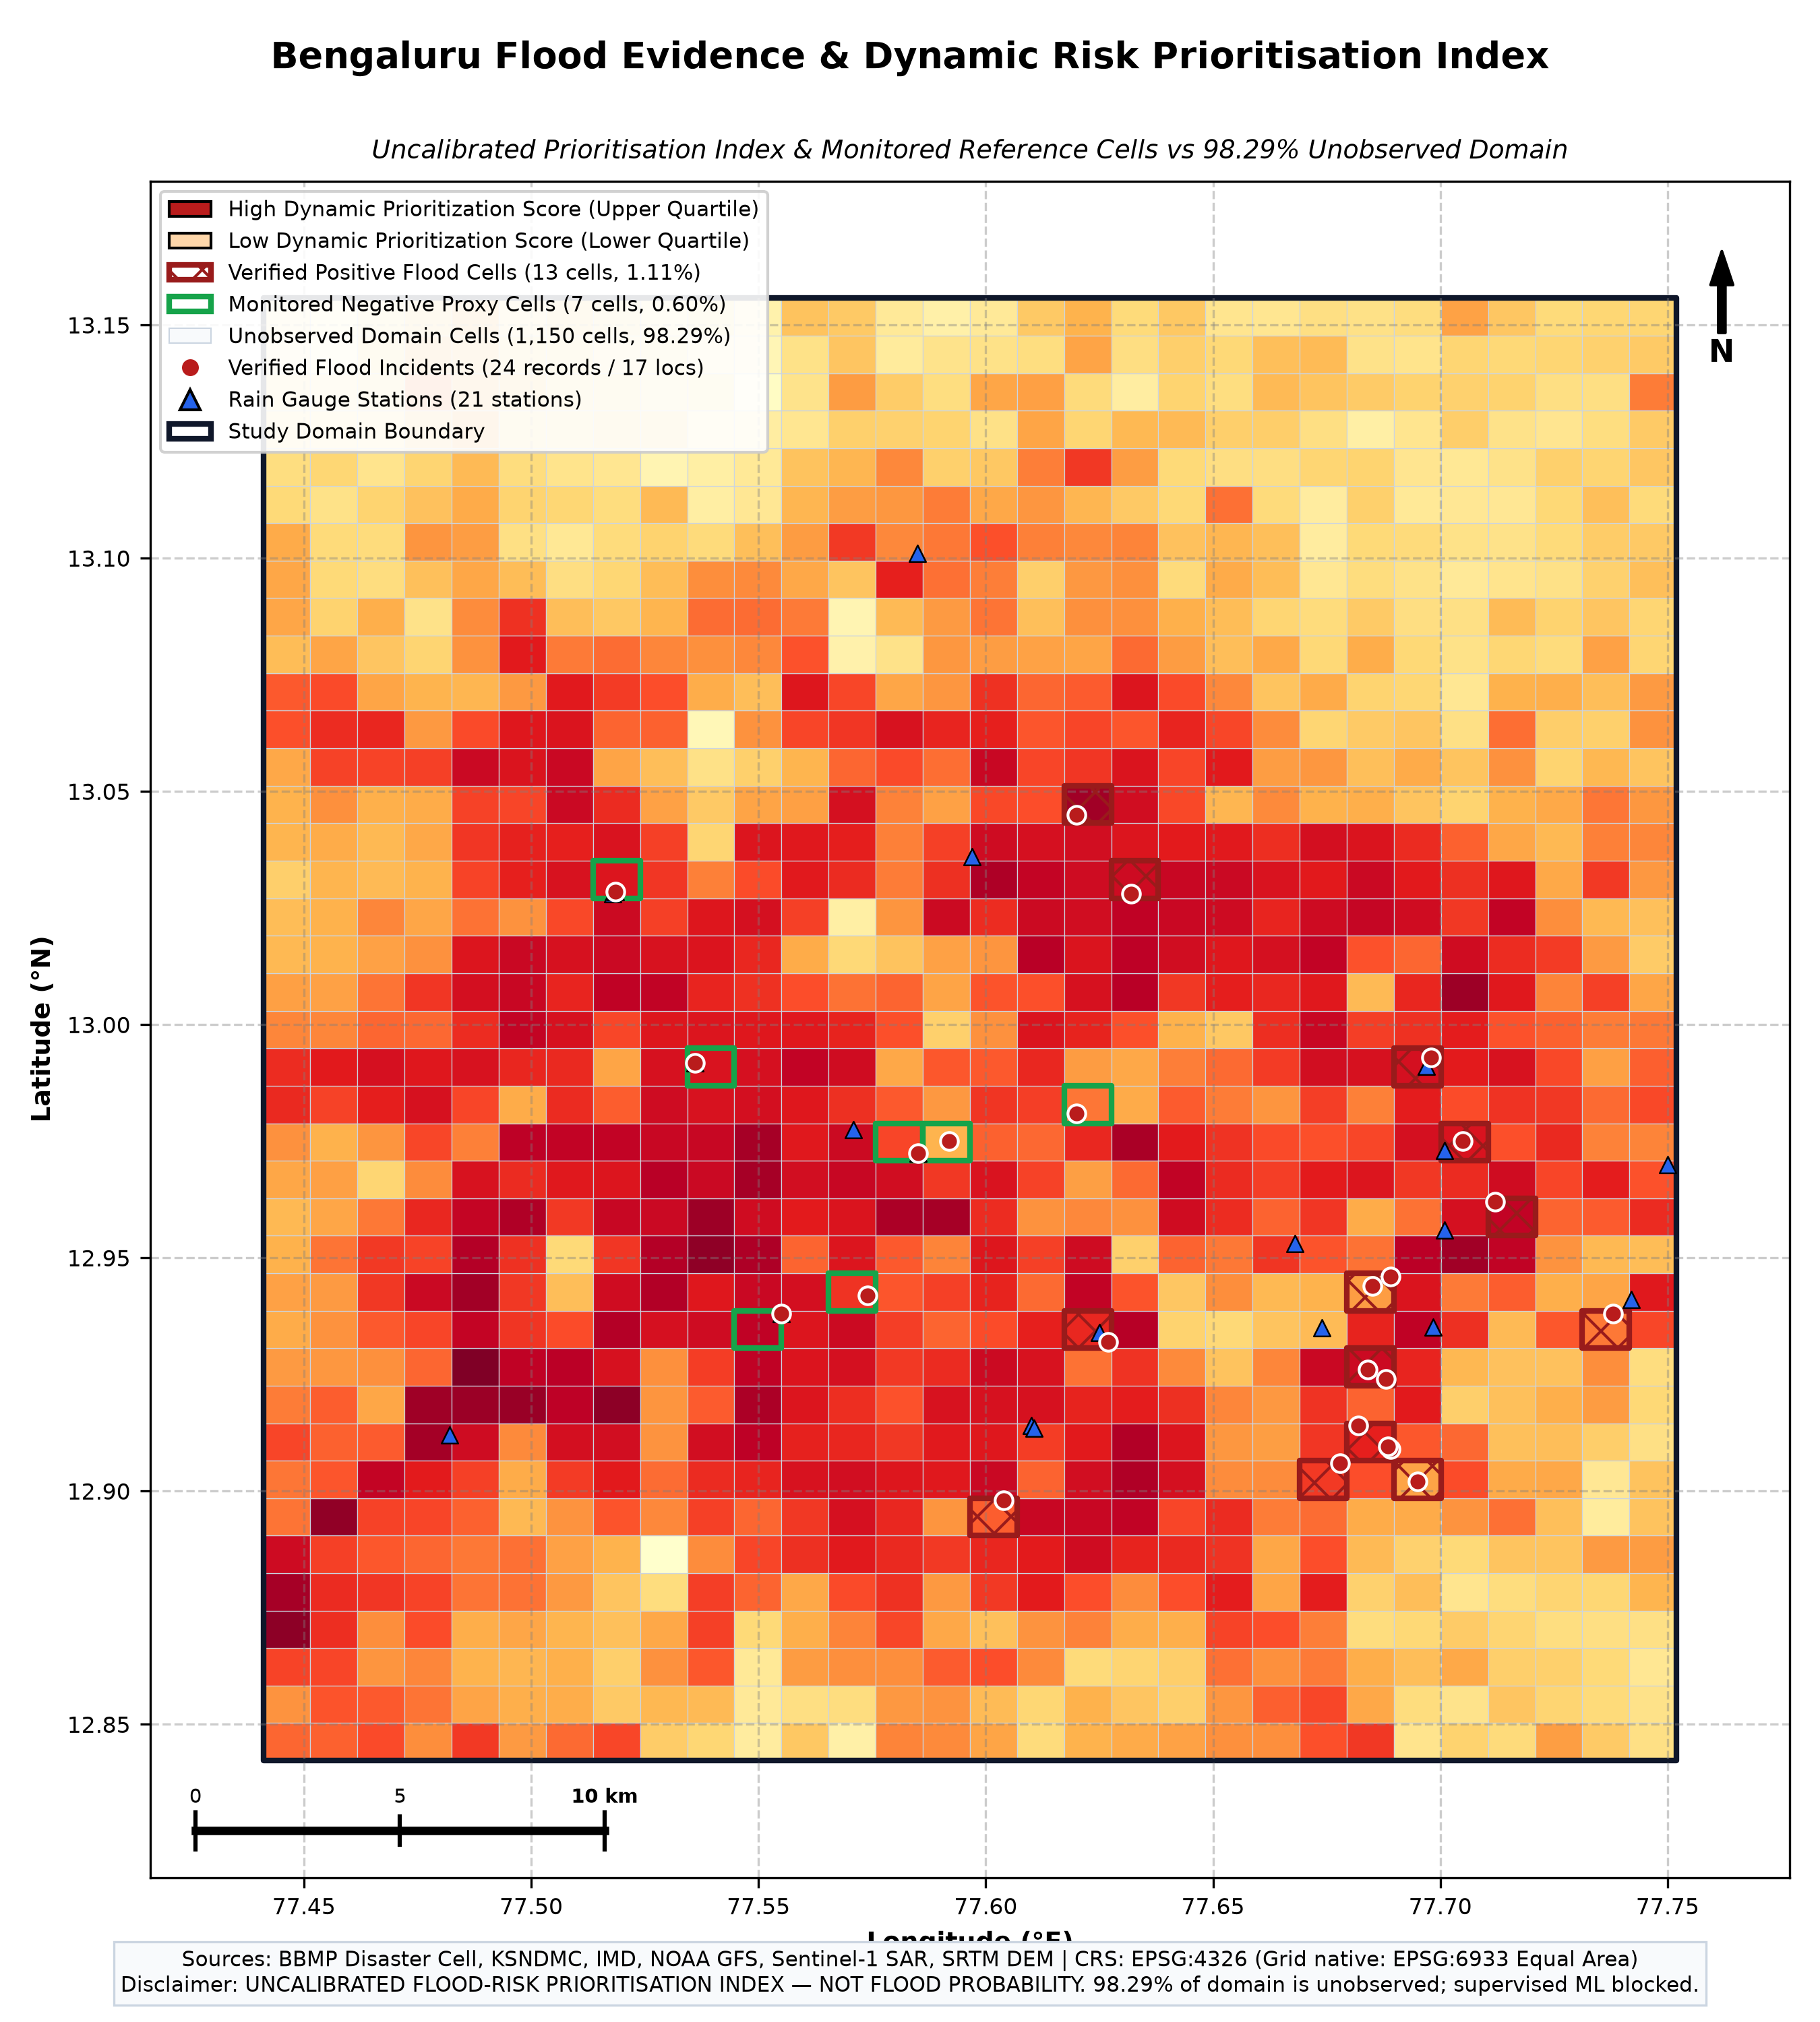 Bengaluru Flood Evidence & Dynamic Risk Prioritisation Index
Uncalibrated Prioritisation Index & Monitored Reference Cells vs 98.29% Unobserved Domain
High Dynamic Prioritization Score (Upper Quartile)
Low Dynamic Prioritization Score (Lower Quartile)
Verified Positive Flood Cells (13 cells, 1.11%)
Monitored Negative Proxy Cells (7 cells, 0.60%)
Unobserved Domain Cells (1,150 cells, 98.29%)
Verified Flood Incidents (24 records / 17 locs)
Rain Gauge Stations (21 stations)
Study Domain Boundary
N
13.15
13.10
13.05
13.00
12.95
12.90
12.85
Latitude (°N)
0 5 10 km
77.45 77.50 77.55 77.60 77.65 77.70 77.75
Longitude (°E)
Sources: BBMP Disaster Cell, KSNDMC, IMD, NOAA GFS, Sentinel-1 SAR, SRTM DEM | CRS: EPSG:4326 (Grid native: EPSG:6933 Equal Area)
Disclaimer: UNCALIBRATED FLOOD-RISK PRIORITISATION INDEX — NOT FLOOD PROBABILITY. 98.29% of domain is unobserved; supervised ML blocked.